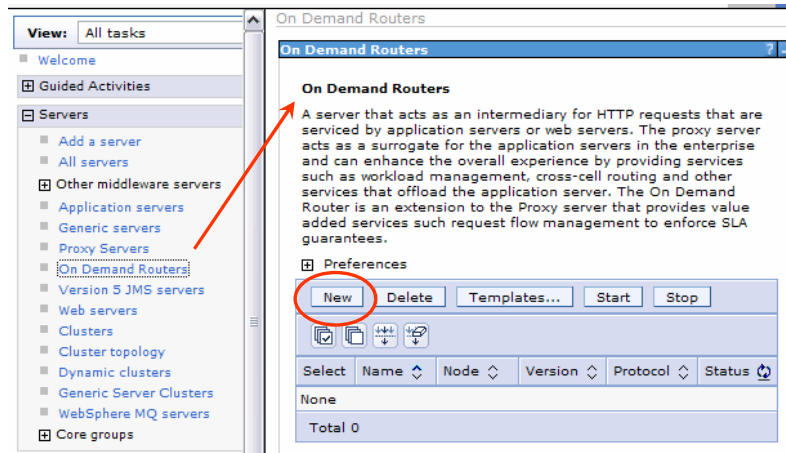 View: All tasks
Welcome
Guided Activities
Servers
Add a server
All servers
Other middleware servers
Application servers
Generic servers
Proxy Servers
On Demand Routers
Version 5 JMS servers
Web servers
Clusters
Cluster topology
Dynamic clusters
Generic Server Clusters
WebSphere MQ servers
Core groups
On Demand Routers
On Demand Routers ?
On Demand Routers
A server that acts as an intermediary for HTTP requests that are
serviced by application servers or web servers. The proxy server
acts as a surrogate for the application servers in the enterprise
and can enhance the overall experience by providing services
such as workload management, cross-cell routing and other
services that offload the application server. The On Demand
Router is an extension to the Proxy server that provides value
added services such request flow management to enforce SLA
guarantees.
Preferences
New Delete Templates... Start Stop
Select Name Node Version Protocol Status
None
Total 0